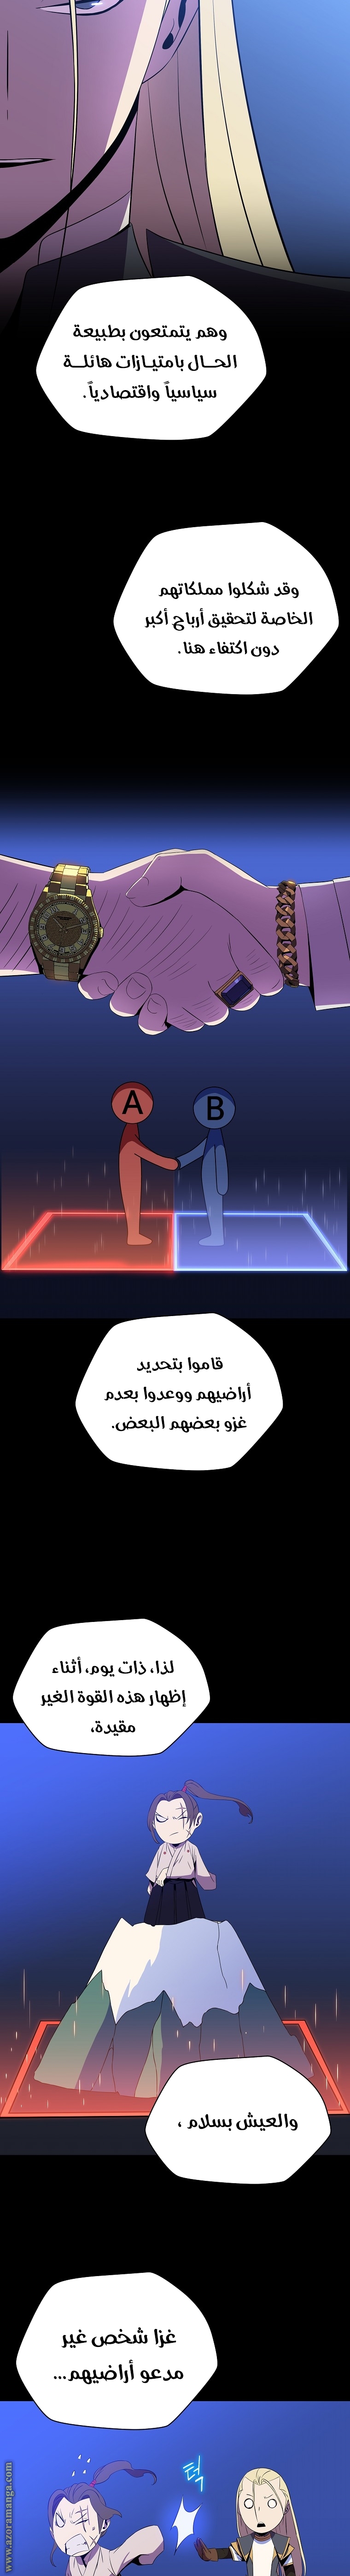 وهم يتمتعون بطبيعة
الحال بامتيازات هائلة
سياسياً واقتصادياً.
وقد شكلوا مملكاتهم
الخاصة لتحقيق أرباح أكبر
دون اكتفاء هنا.
A B
قاموا بتحديد
أراضيهم ووعدوا بعدم
غزو بعضهم البعض.
لذا، ذات يوم، أثناء
إظهار هذه القوة الغير
مقيدة،
والعيش بسلام ،
غزا شخص غير
مدعو أراضيهم...
턱
www.azoramanga.com